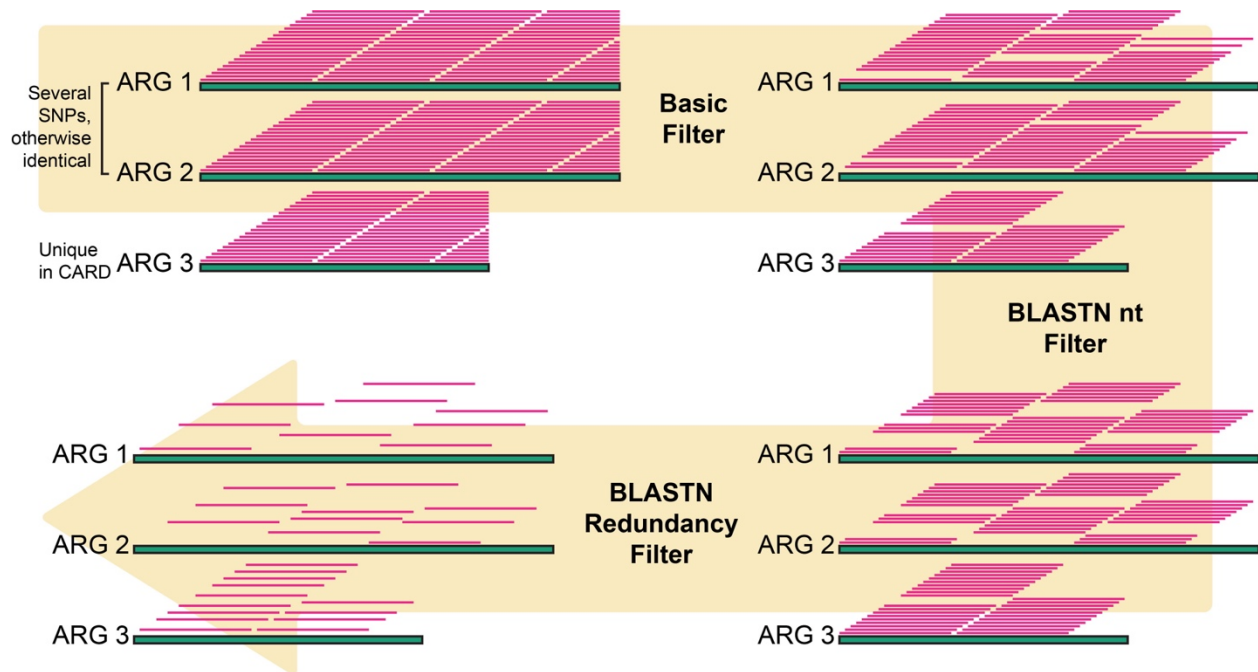 ARG 1
Several
SNPs,
otherwise
identical
ARG 2
Unique
in CARD
ARG 3
Basic
Filter
ARG 1
ARG 2
ARG 3
BLASTN nt
Filter
ARG 1
ARG 2
ARG 3
BLASTN
Redundancy
Filter
ARG 1
ARG 2
ARG 3